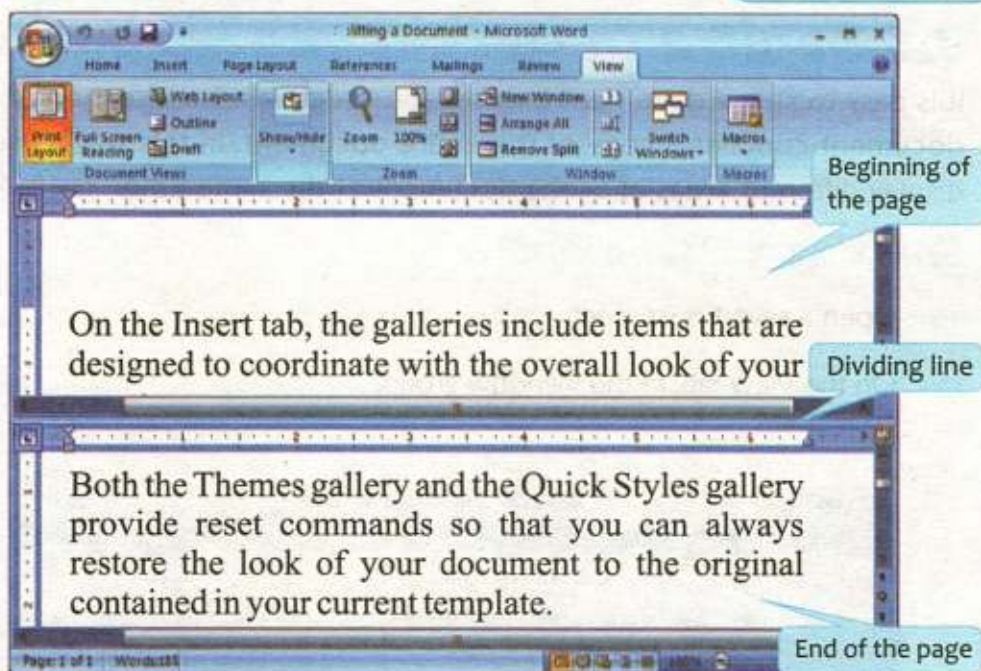 Splitting a Document - Microsoft Word
Home Insert Page Layout References Mailings Review View
Print Layout
Full Screen Reading
Web Layout
Outline
Draft
Document Views
Show/Hide
Zoom
100%
Zoom
New Window
Arrange All
Remove Split
Switch Windows
Window
Macros
Macros
Beginning of
the page
On the Insert tab, the galleries include items that are
designed to coordinate with the overall look of your
Dividing line
Both the Themes gallery and the Quick Styles gallery
provide reset commands so that you can always
restore the look of your document to the original
contained in your current template.
End of the page
Page: 1 of 1